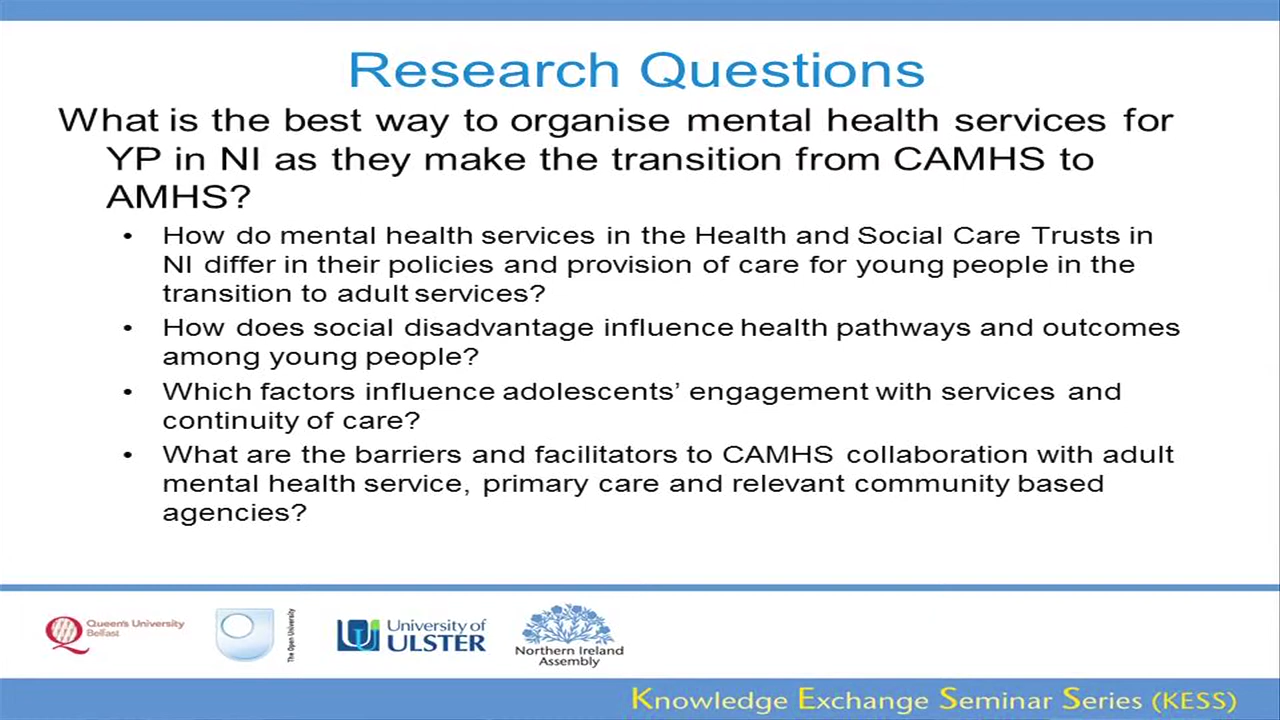 Research Questions
What is the best way to organise mental health services for
YP in NI as they make the transition from CAMHS to
AMHS?
• How do mental health services in the Health and Social Care Trusts in
NI differ in their policies and provision of care for young people in the
transition to adult services?
• How does social disadvantage influence health pathways and outcomes
among young people?
• Which factors influence adolescents’ engagement with services and
continuity of care?
• What are the barriers and facilitators to CAMHS collaboration with adult
mental health service, primary care and relevant community based
agencies?
Queen's University
Belfast
The Open University
University of
ULSTER
Northern Ireland
Assembly
Knowledge Exchange Seminar Series (KESS)